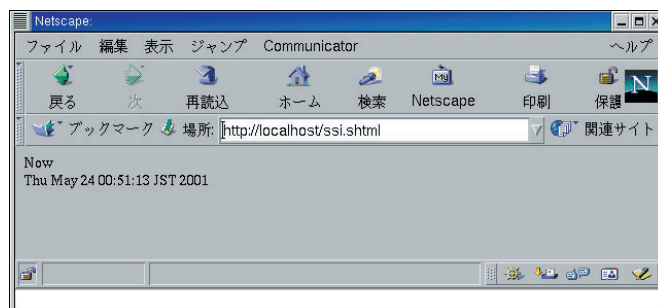 Netscape:
ファイル 編集 表示 ジャンプ Communicator ヘルプ
戻る 次 再読込 ホーム 検索 Netscape 印刷 保護
My N
ブックマーク 場所: http://localhost/ssi.shtml 関連サイト
Now
Thu May 24 00:51:13 JST 2001